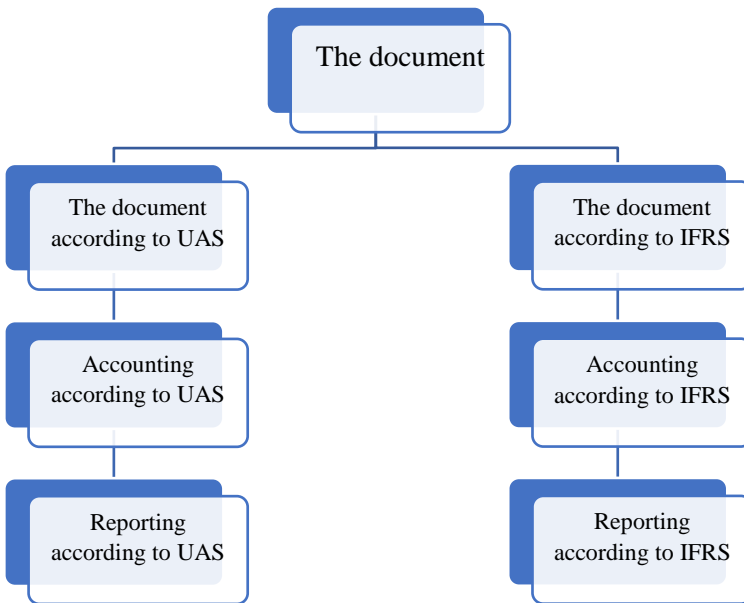 The document
The document
according to UAS
The document
according to IFRS
Accounting
according to UAS
Accounting
according to IFRS
Reporting
according to UAS
Reporting
according to IFRS